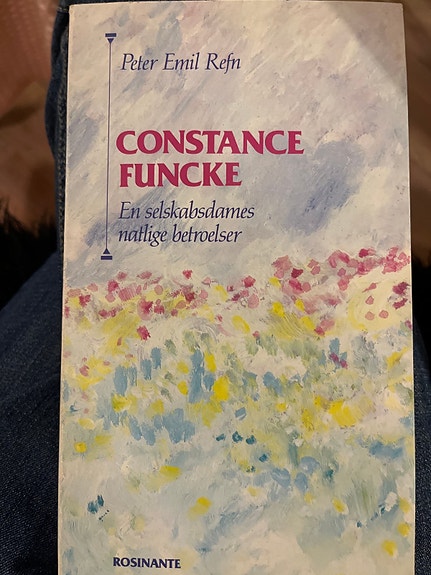 Peter Emil Refn
CONSTANCE
FUNCKE
En selskabsdames
natlige betroelser
ROSINANTE